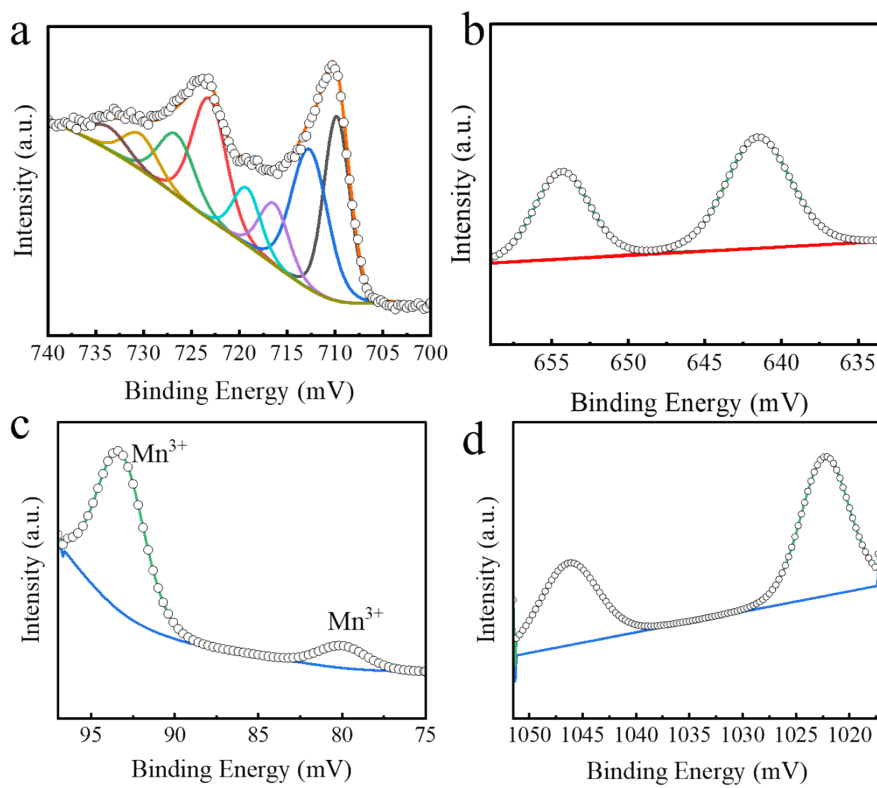 a
Intensity (a.u.)
740 735 730 725 720 715 710 705 700
Binding Energy (mV)
b
Intensity (a.u.)
655 650 645 640 635
Binding Energy (mV)
c
Mn³⁺
Mn³⁺
Intensity (a.u.)
95 90 85 80 75
Binding Energy (mV)
d
Intensity (a.u.)
1050 1045 1040 1035 1030 1025 1020
Binding Energy (mV)